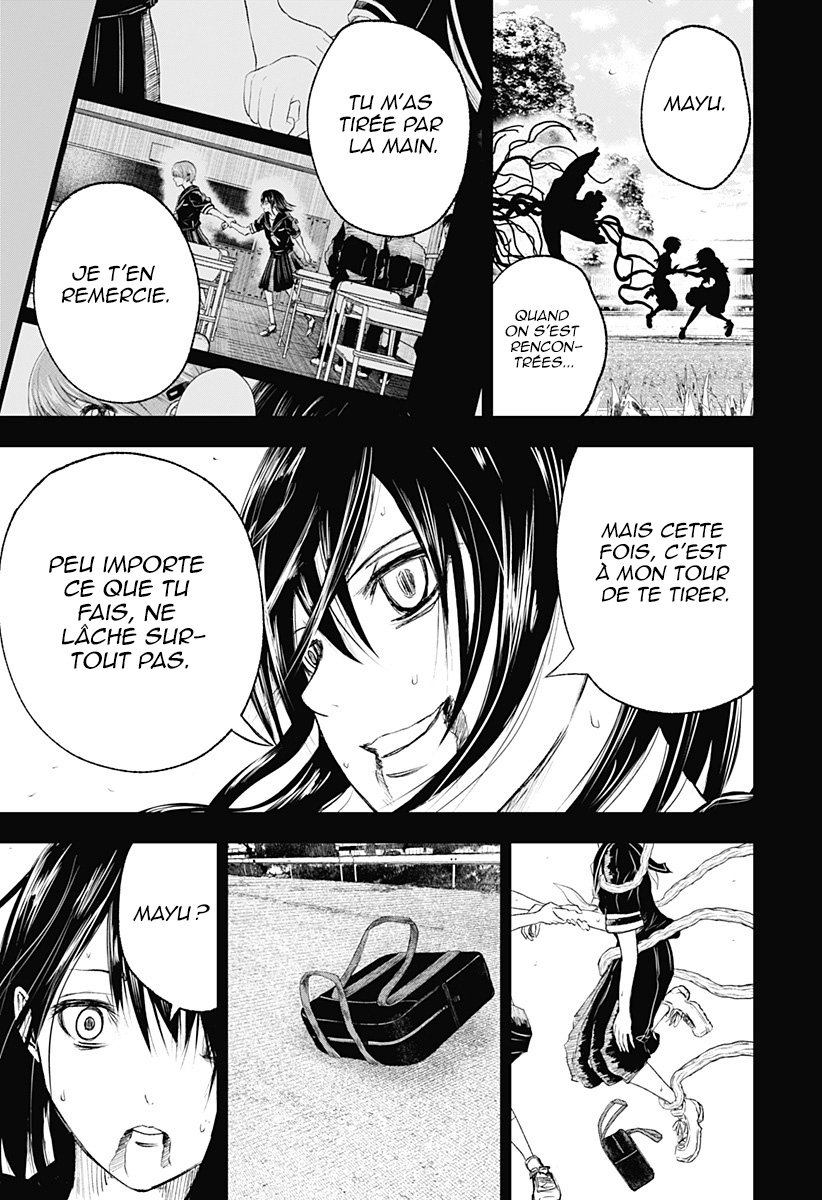 MAYU.
QUAND
ON S'EST
RENCON-
TRÉES...
TU M'AS
TIRÉE PAR
LA MAIN.
JE T'EN
REMERCIE.
MAIS CETTE
FOIS, C'EST
À MON TOUR
DE TE TIRER.
PEU IMPORTE
CE QUE TU
FAIS, NE
LÂCHE SUR-
TOUT PAS.
MAYU ?